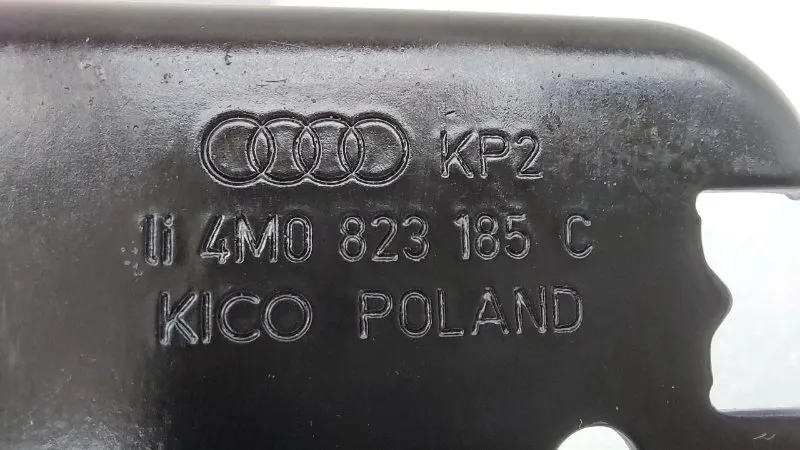 KP2
li 4M0 823 185 C
KICO POLAND